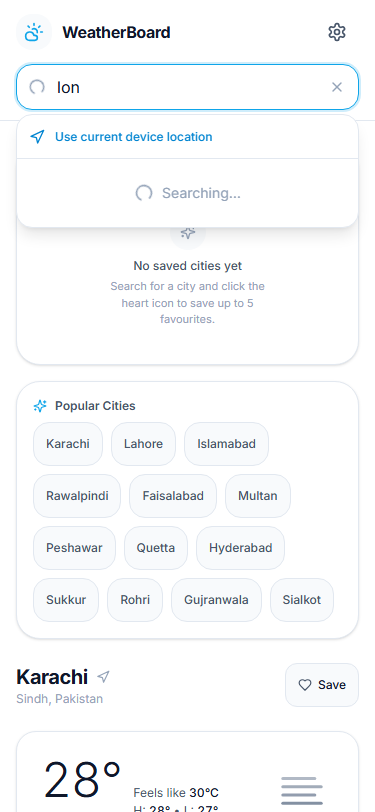 WeatherBoard
lon
Use current device location
Searching...
No saved cities yet
Search for a city and click the
heart icon to save up to 5
favourites.
Popular Cities
Karachi Lahore Islamabad
Rawalpindi Faisalabad Multan
Peshawar Quetta Hyderabad
Sukkur Rohri Gujranwala Sialkot
Karachi
Sindh, Pakistan
Save
28°
Feels like 30°C
H: 28° • L: 27°